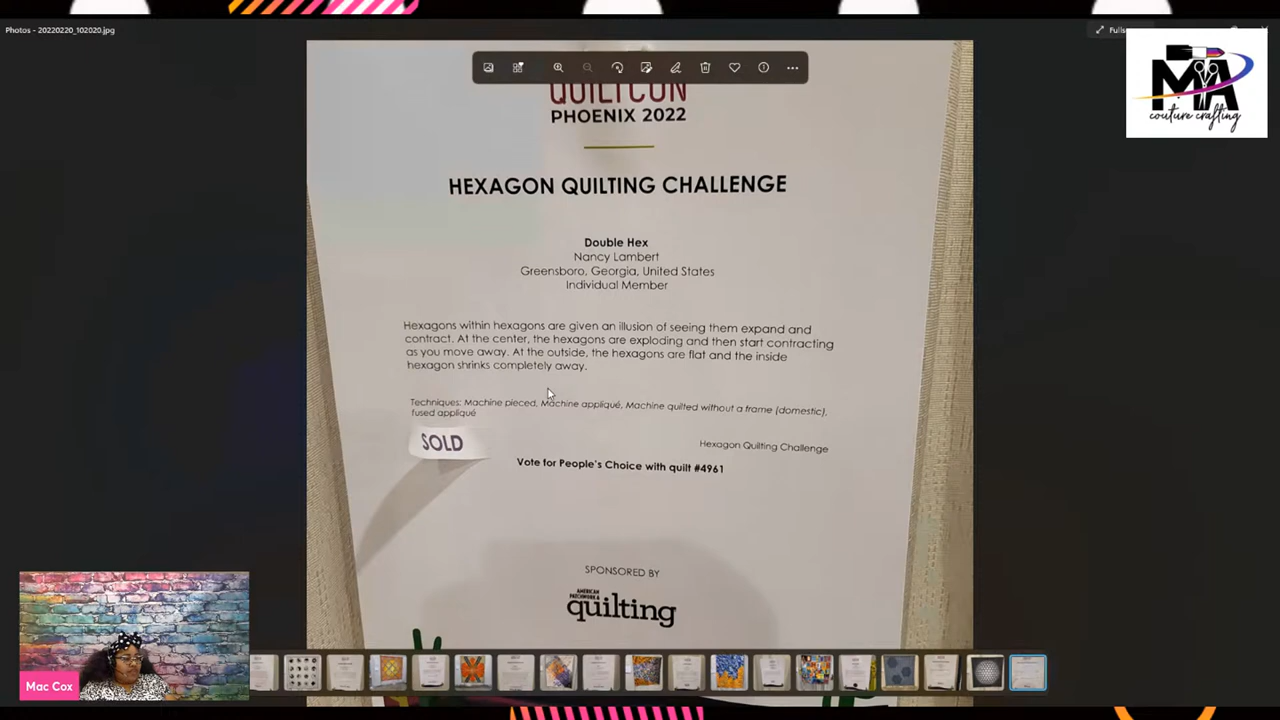 Photos - 20220220_102020.jpg
MA
couture crafting
QUILTCON
PHOENIX 2022
HEXAGON QUILTING CHALLENGE
Double Hex
Nancy Lambert
Greensboro, Georgia, United States
Individual Member
Hexagons within hexagons are given an illusion of seeing them expand and
contract. At the center, the hexagons are exploding and then start contracting
as you move away. At the outside, the hexagons are flat and the inside
hexagon shrinks completely away.
Techniques: Machine pieced, Machine appliqué, Machine quilted without a frame (domestic),
fused appliqué
SOLD
Hexagon Quilting Challenge
Vote for People's Choice with quilt #4961
SPONSORED BY
AMERICAN
PATCHWORK &
quilting
Mac Cox